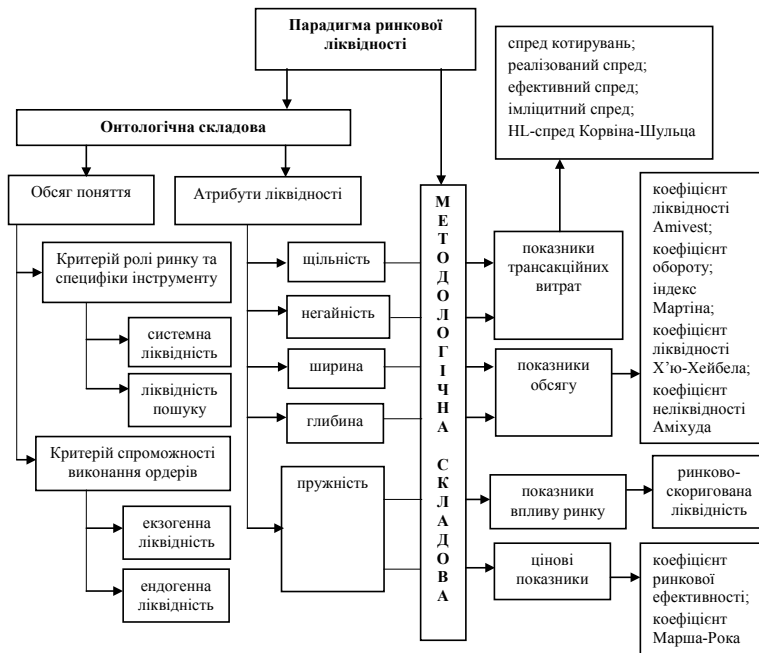 Парадигма ринкової
ліквідності
Онтологічна складова
Обсяг поняття
Атрибути ліквідності
Критерій ролі ринку та
специфіки інструменту
системна
ліквідність
ліквідність
пошуку
Критерій спроможності
виконання ордерів
екзогенна
ліквідність
ендогенна
ліквідність
щільність
негайність
ширина
глибина
пружність
МЕТОДОЛОГІЧНА СКЛАДОВА
показники
трансакційних
витрат
показники
обсягу
показники
впливу ринку
цінові
показники
спред котирувань;
реалізований спред;
ефективний спред;
імліцитний спред;
HL-спред Корвіна-Шульца
коефіцієнт
ліквідності
Amivest;
коефіцієнт
обороту;
індекс
Мартіна;
коефіцієнт
ліквідності
Х’ю-Хейбела;
коефіцієнт
неліквідності
Аміхуда
ринково-
скоригована
ліквідність
коефіцієнт
ринкової
ефективності;
коефіцієнт
Марша-Рока